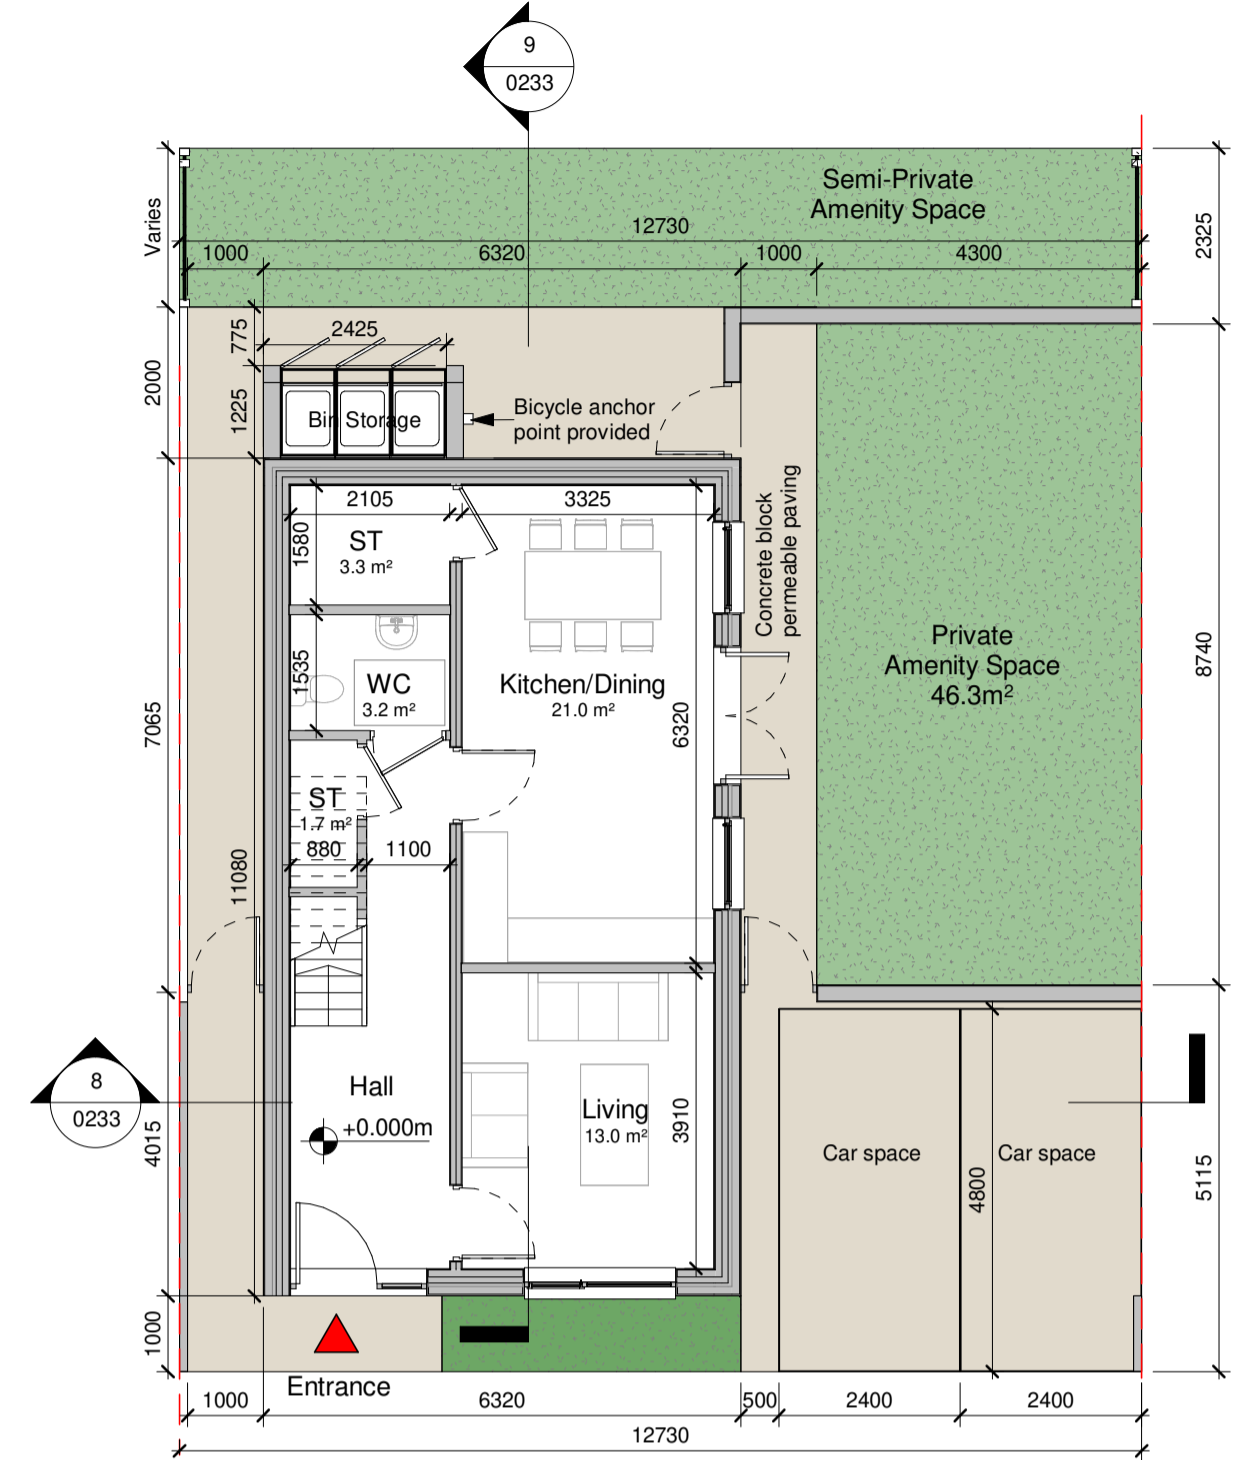 9
0233
Semi-Private
Amenity Space
Varies
12730
2325
1000
6320
1000
4300
775
2425
2000
1225
Bin Storage
Bicycle anchor
point provided
Concrete block
permeable paving
2105
3325
1580
ST
3.3 m²
1535
WC
3.2 m²
Kitchen/Dining
21.0 m²
6320
Private
Amenity Space
46.3m²
8740
7065
ST
1.7 m²
880
1100
11080
8
0233
Hall
+0.000m
Living
13.0 m²
3910
4015
Car space
Car space
4800
5115
1000
Entrance
1000
6320
500
2400
2400
12730